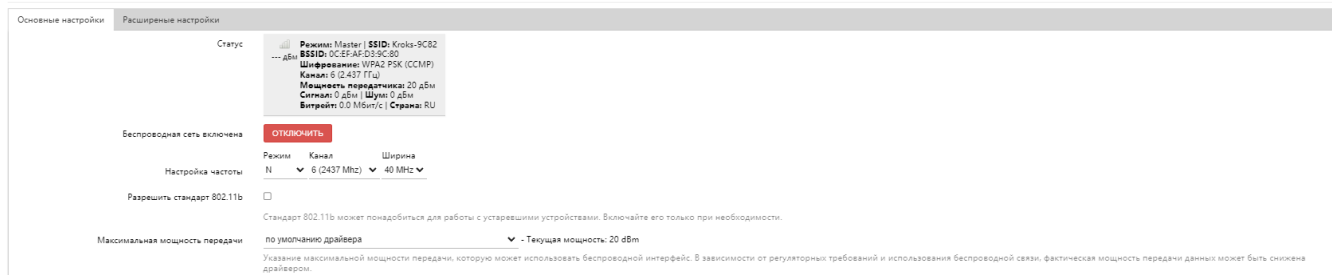 Основные настройки Расширеные настройки
Статус
Режим: Master | SSID: Kroks-9C82
--- дБм BSSID: 0C:EF:AF:D3:9C:80
Шифрование: WPA2 PSK (CCMP)
Канал: 6 (2.437 ГГц)
Мощность передатчика: 20 дБм
Сигнал: 0 дБм | Шум: 0 дБм
Битрейт: 0.0 Мбит/с | Страна: RU
Беспроводная сеть включена ОТКЛЮЧИТЬ
Режим Канал Ширина
Настройка частоты N 6 (2437 Mhz) 40 MHz
Разрешить стандарт 802.11b
Стандарт 802.11b может понадобиться для работы с устаревшими устройствами. Включайте его только при необходимости.
Максимальная мощность передачи по умолчанию драйвера - Текущая мощность: 20 dBm
Указание максимальной мощности передачи, которую может использовать беспроводной интерфейс. В зависимости от регуляторных требований и использования беспроводной связи, фактическая мощность передачи данных может быть снижена
драйвером.